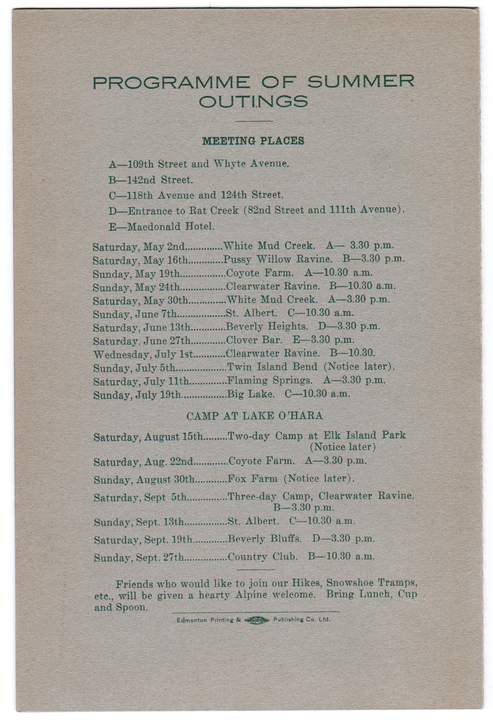 PROGRAMME OF SUMMER
OUTINGS
MEETING PLACES
A—109th Street and Whyte Avenue.
B—142nd Street.
C—118th Avenue and 124th Street.
D—Entrance to Rat Creek (82nd Street and 111th Avenue).
E—Macdonald Hotel.
Saturday, May 2nd..............White Mud Creek. A— 3.30 p.m.
Saturday, May 16th.............Pussy Willow Ravine. B—3.30 p.m.
Sunday, May 19th...............Coyote Farm. A—10.30 a.m.
Sunday, May 24th...............Clearwater Ravine. B—10.30 a.m.
Saturday, May 30th.............White Mud Creek. A—3.30 p.m.
Sunday, June 7th................St. Albert. C—10.30 a.m.
Saturday, June 13th............Beverly Heights. D—3.30 p.m.
Saturday, June 27th............Clover Bar. E—3.30 p.m.
Wednesday, July 1st...........Clearwater Ravine. B—10.30.
Sunday, July 5th.................Twin Island Bend (Notice later).
Saturday, July 11th.............Flaming Springs. A—3.30 p.m.
Sunday, July 19th................Big Lake. C—10.30 a.m.
CAMP AT LAKE O'HARA
Saturday, August 15th.........Two-day Camp at Elk Island Park
(Notice later)
Saturday, Aug. 22nd............Coyote Farm. A—3.30 p.m.
Sunday, August 30th...........Fox Farm (Notice later).
Saturday, Sept 5th..............Three-day Camp, Clearwater Ravine.
B—3.30 p.m.
Sunday, Sept. 13th..............St. Albert. C—10.30 a.m.
Saturday, Sept. 19th............Beverly Bluffs. D—3.30 p.m.
Sunday, Sept. 27th...............Country Club. B—10.30 a.m.
Friends who would like to join our Hikes, Snowshoe Tramps,
etc., will be given a hearty Alpine welcome. Bring Lunch, Cup
and Spoon.
Edmonton Printing & Publishing Co. Ltd.